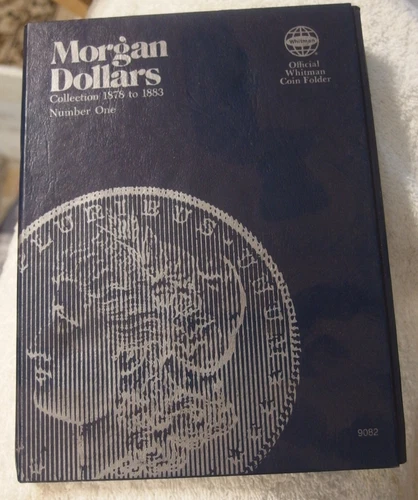 Morgan
Dollars
Collection 1878 to 1883
Number One
Whitman
Official
Whitman
Coin Folder
PLURIBUS · UNUM
9082